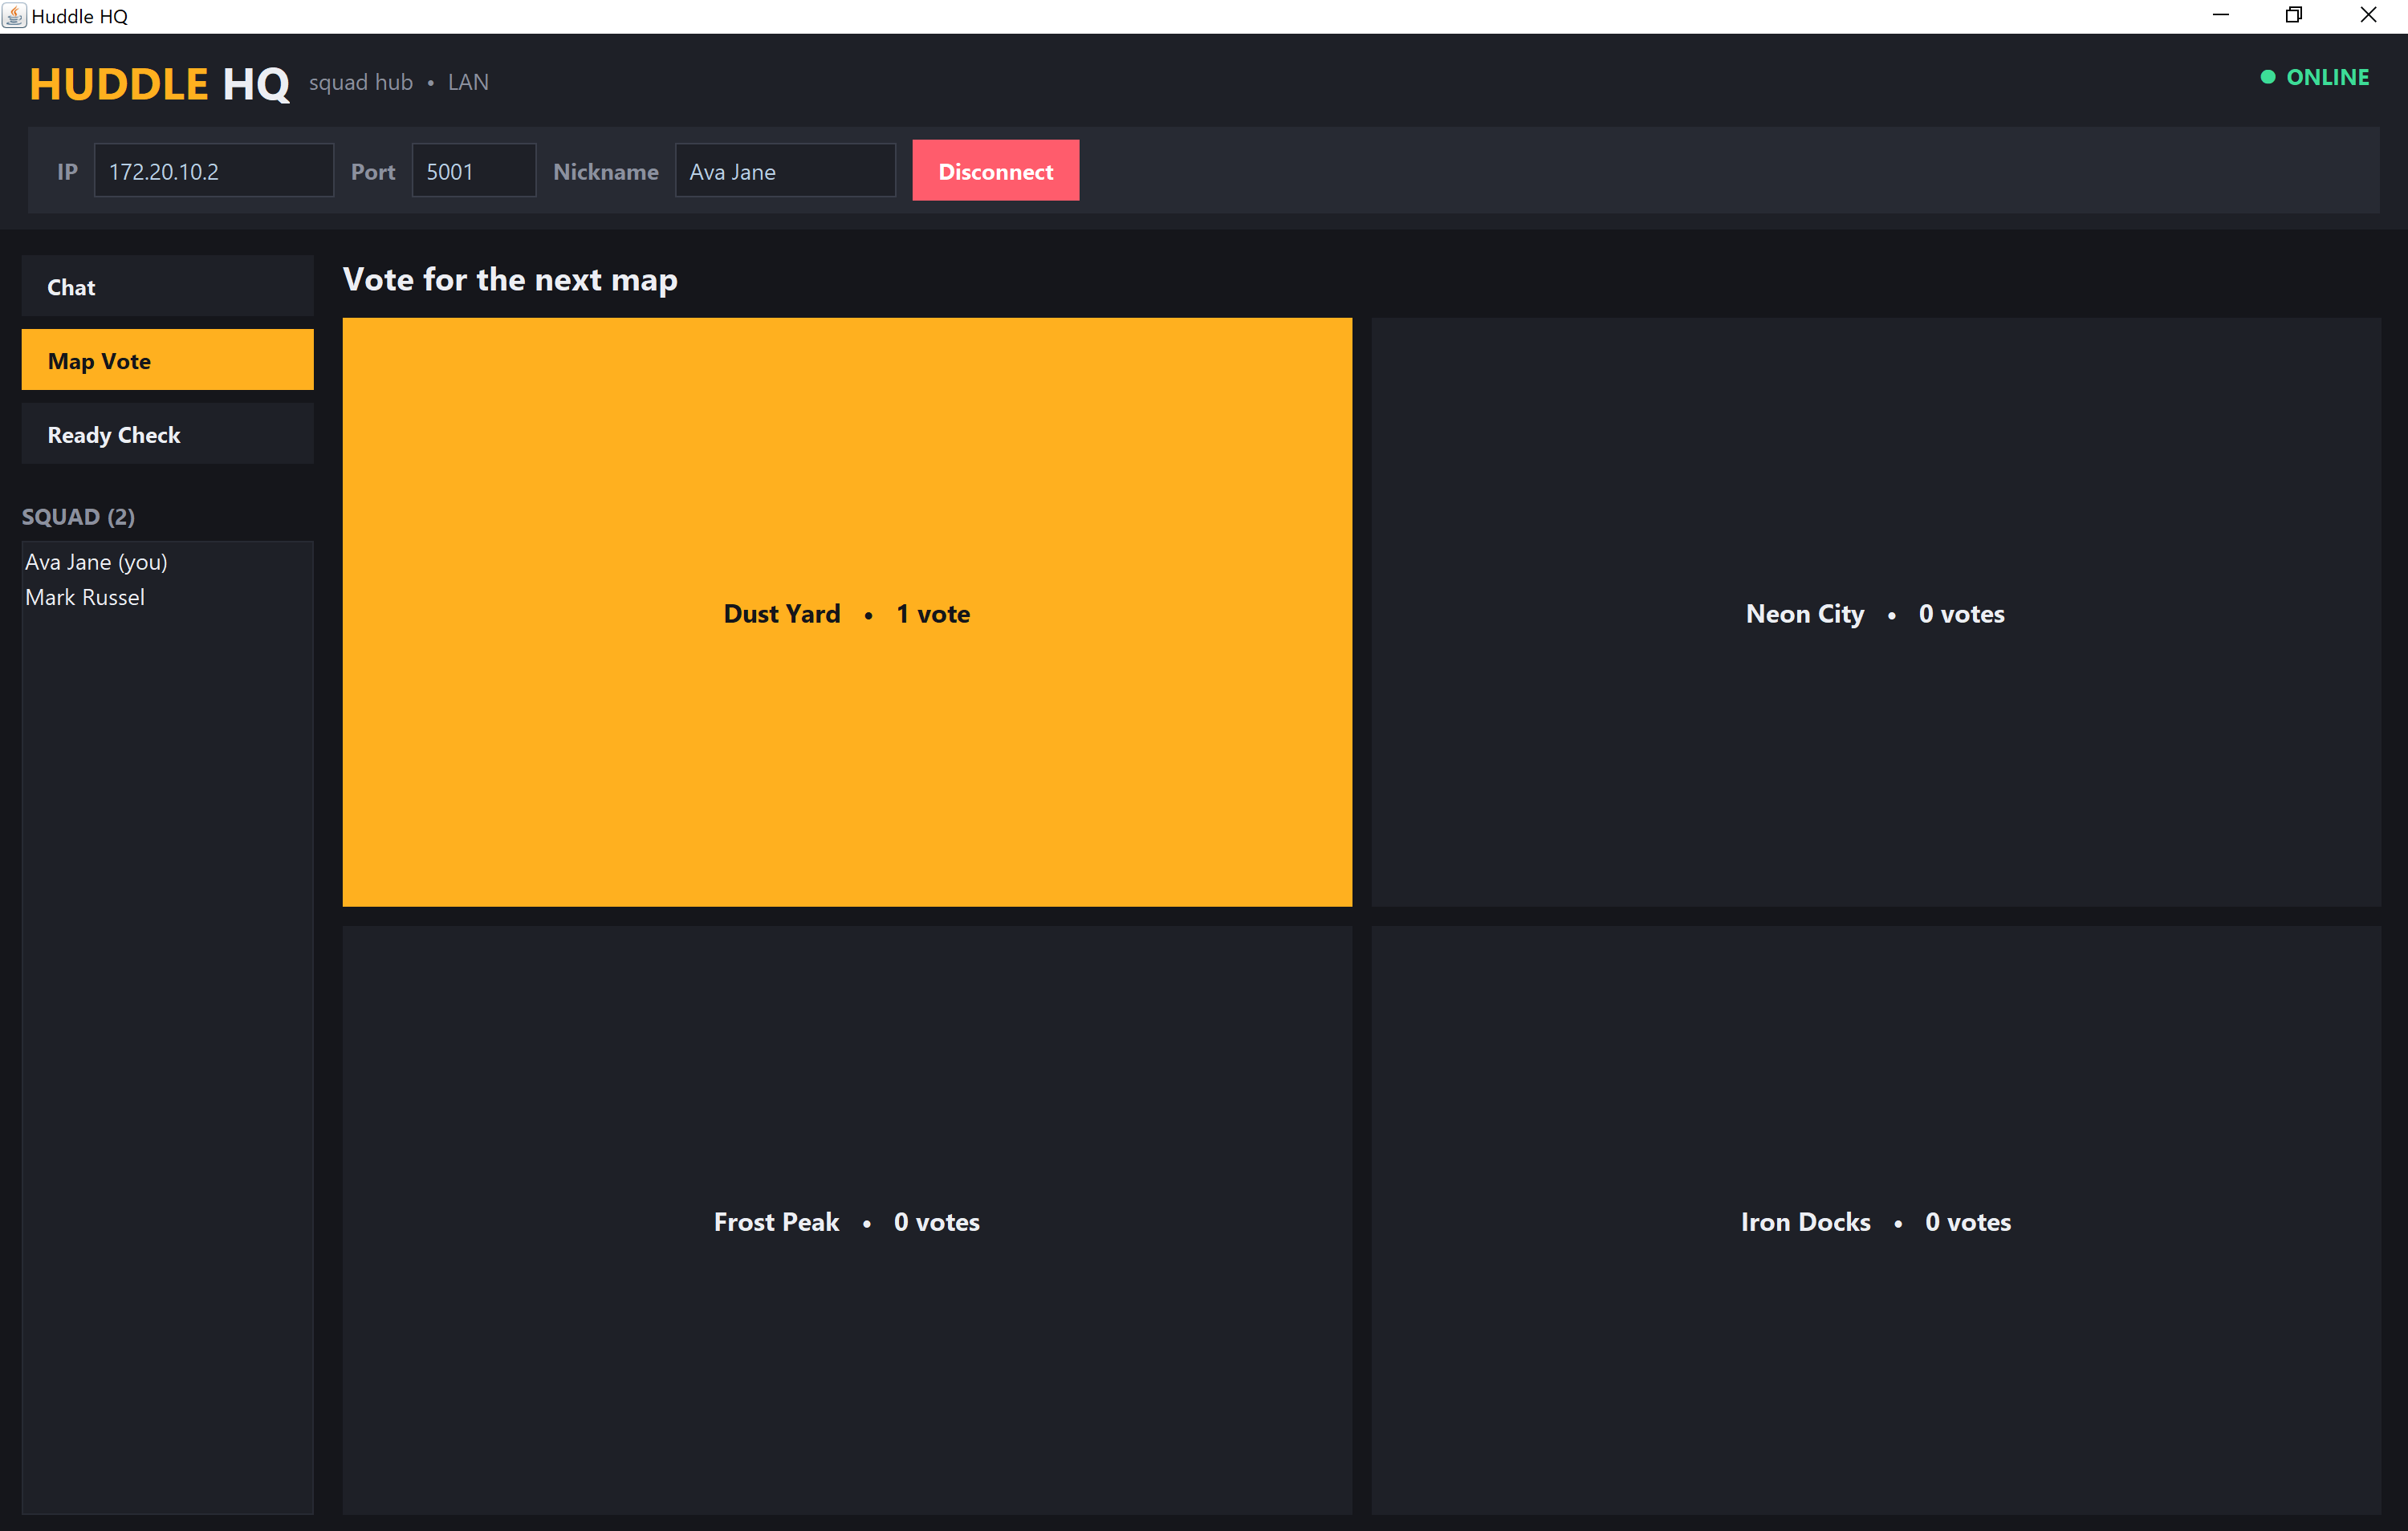 Huddle HQ
HUDDLE HQ squad hub • LAN
ONLINE
IP 172.20.10.2 Port 5001 Nickname Ava Jane Disconnect
Chat
Map Vote
Ready Check
SQUAD (2)
Ava Jane (you)
Mark Russel
Vote for the next map
Dust Yard • 1 vote
Neon City • 0 votes
Frost Peak • 0 votes
Iron Docks • 0 votes